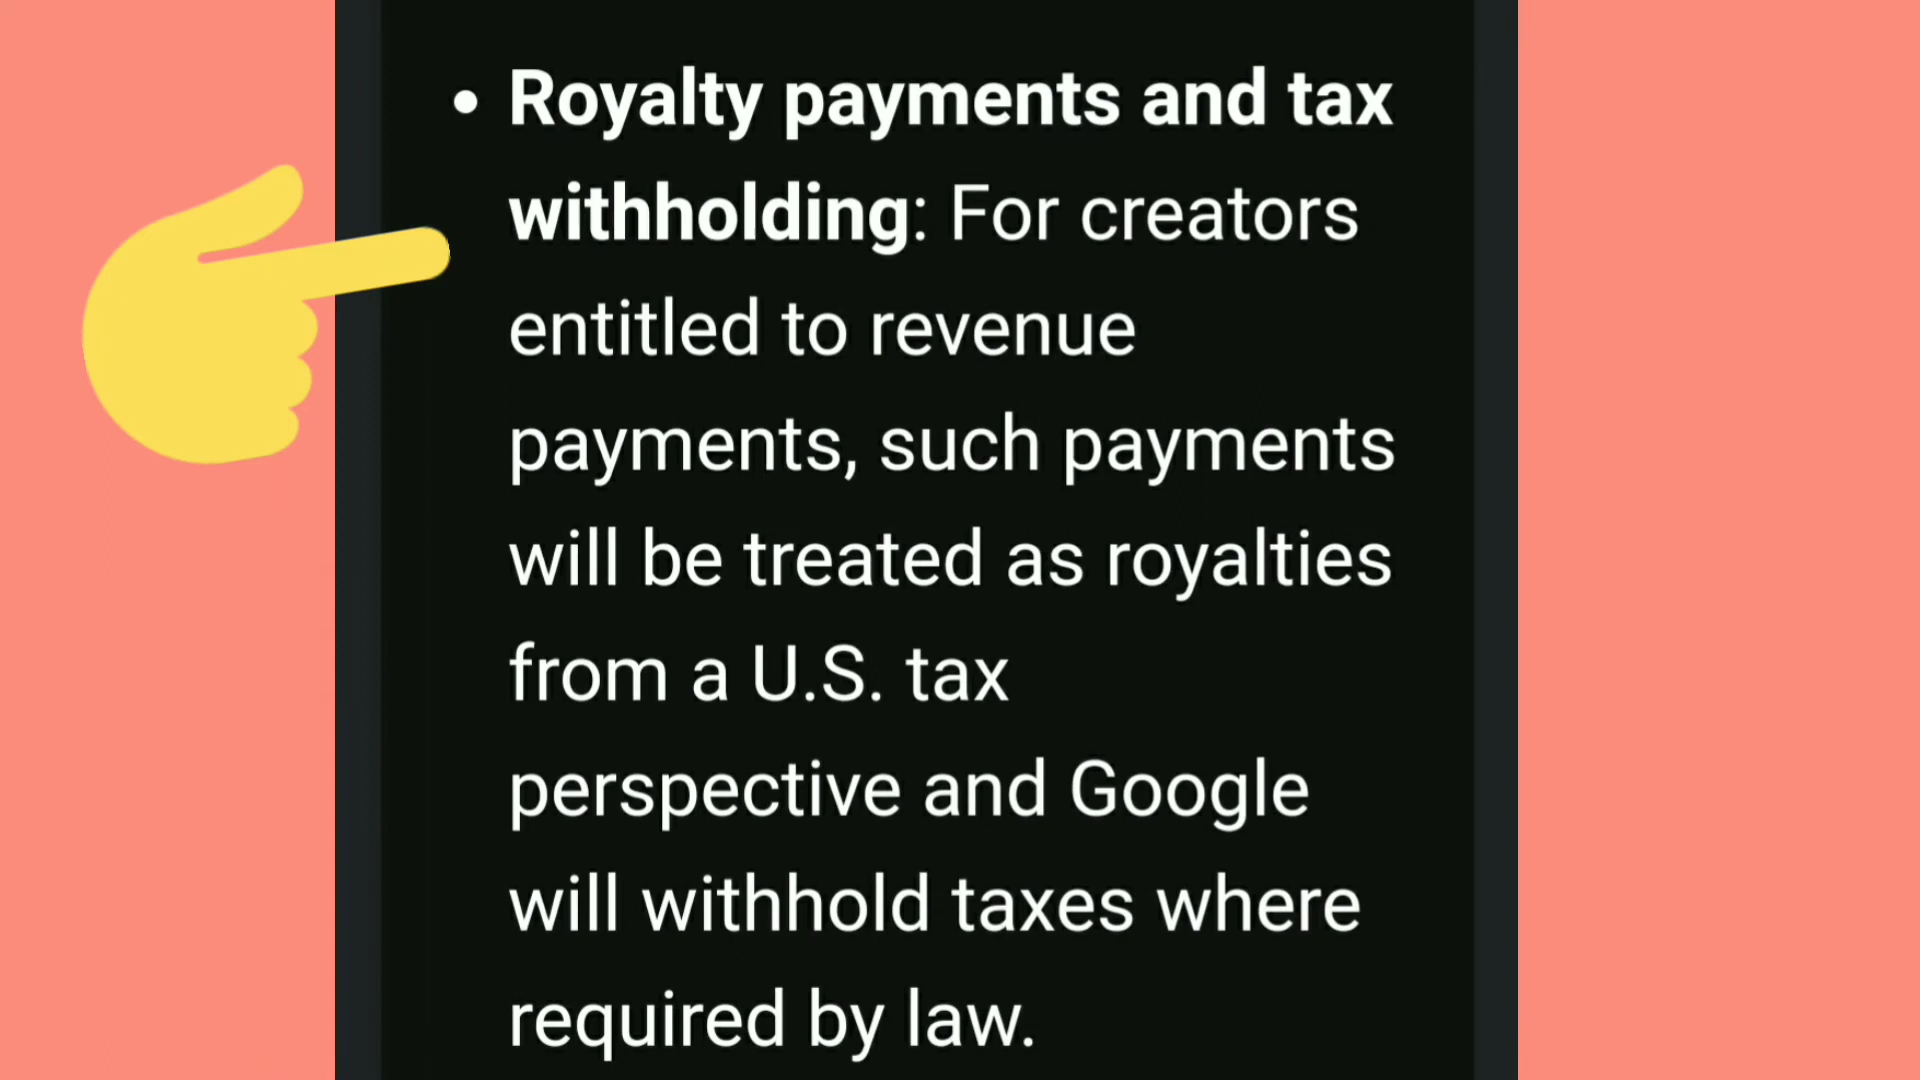 • Royalty payments and tax
withholding: For creators
entitled to revenue
payments, such payments
will be treated as royalties
from a U.S. tax
perspective and Google
will withhold taxes where
required by law.